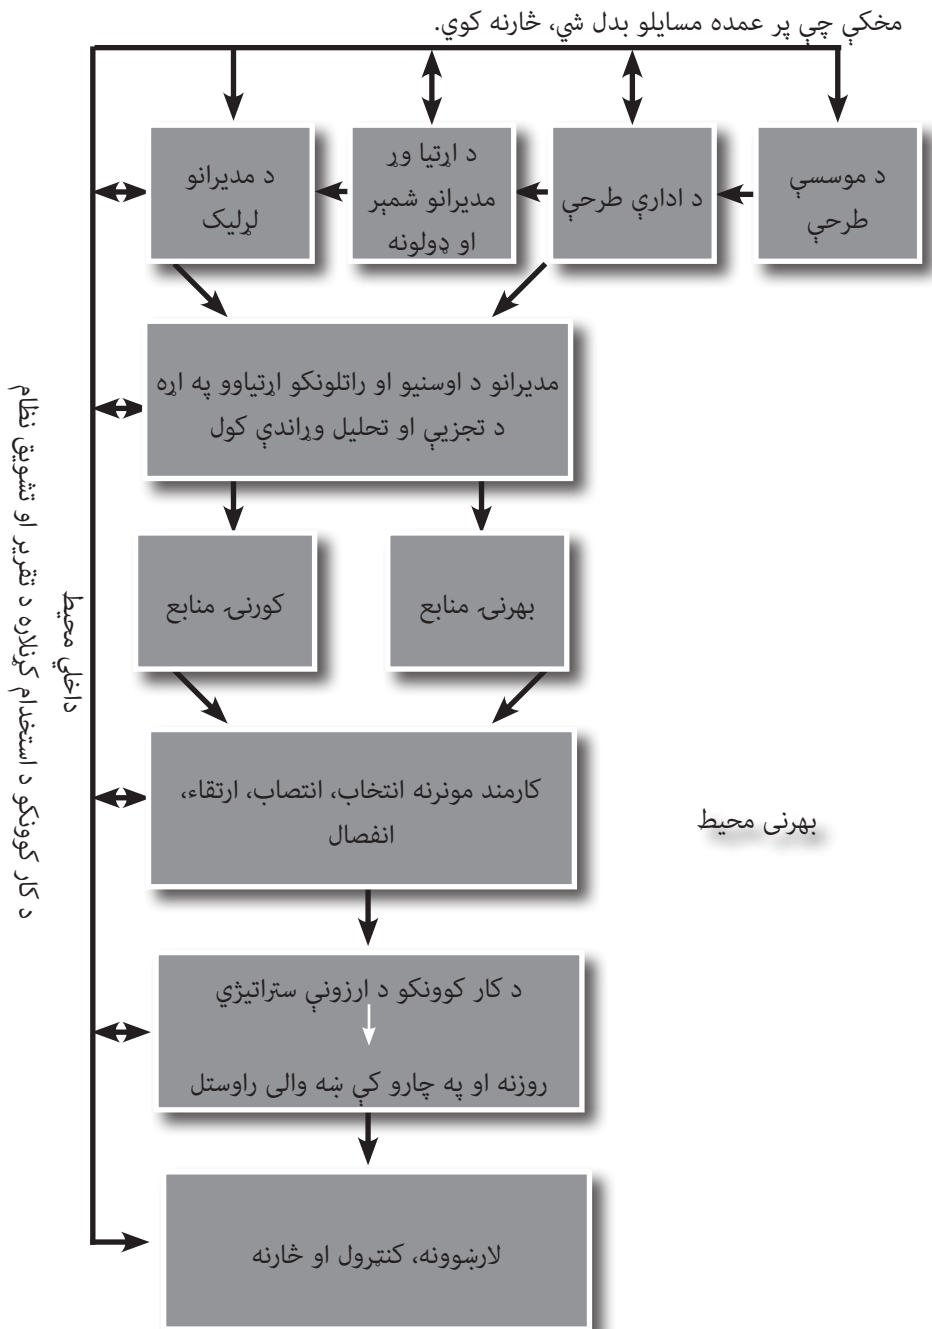 مخکې چې پر عمده مسایلو بدل شي، څارنه کوي.
د موسسې
طرحې
د ادارې طرحې
د اړتیا وړ
مدیرانو شمېر
او ډولونه
د مدیرانو
لړلیک
مدیرانو د اوسنیو او راتلونکو اړتیاوو په اړه
د تجزیې او تحلیل وړاندې کول
بهرنۍ منابع
کورنۍ منابع
کارمند موندنه انتخاب، انتصاب، ارتقاء،
انفصال
بهرنی محیط
د کار کوونکو د ارزونې ستراتیژي
روزنه او په چارو کې ښه والی راوستل
لارښوونه، کنټرول او څارنه
داخلي محیط
د کار کوونکو د استخدام کړنلاره د تقریر او تشویق نظام